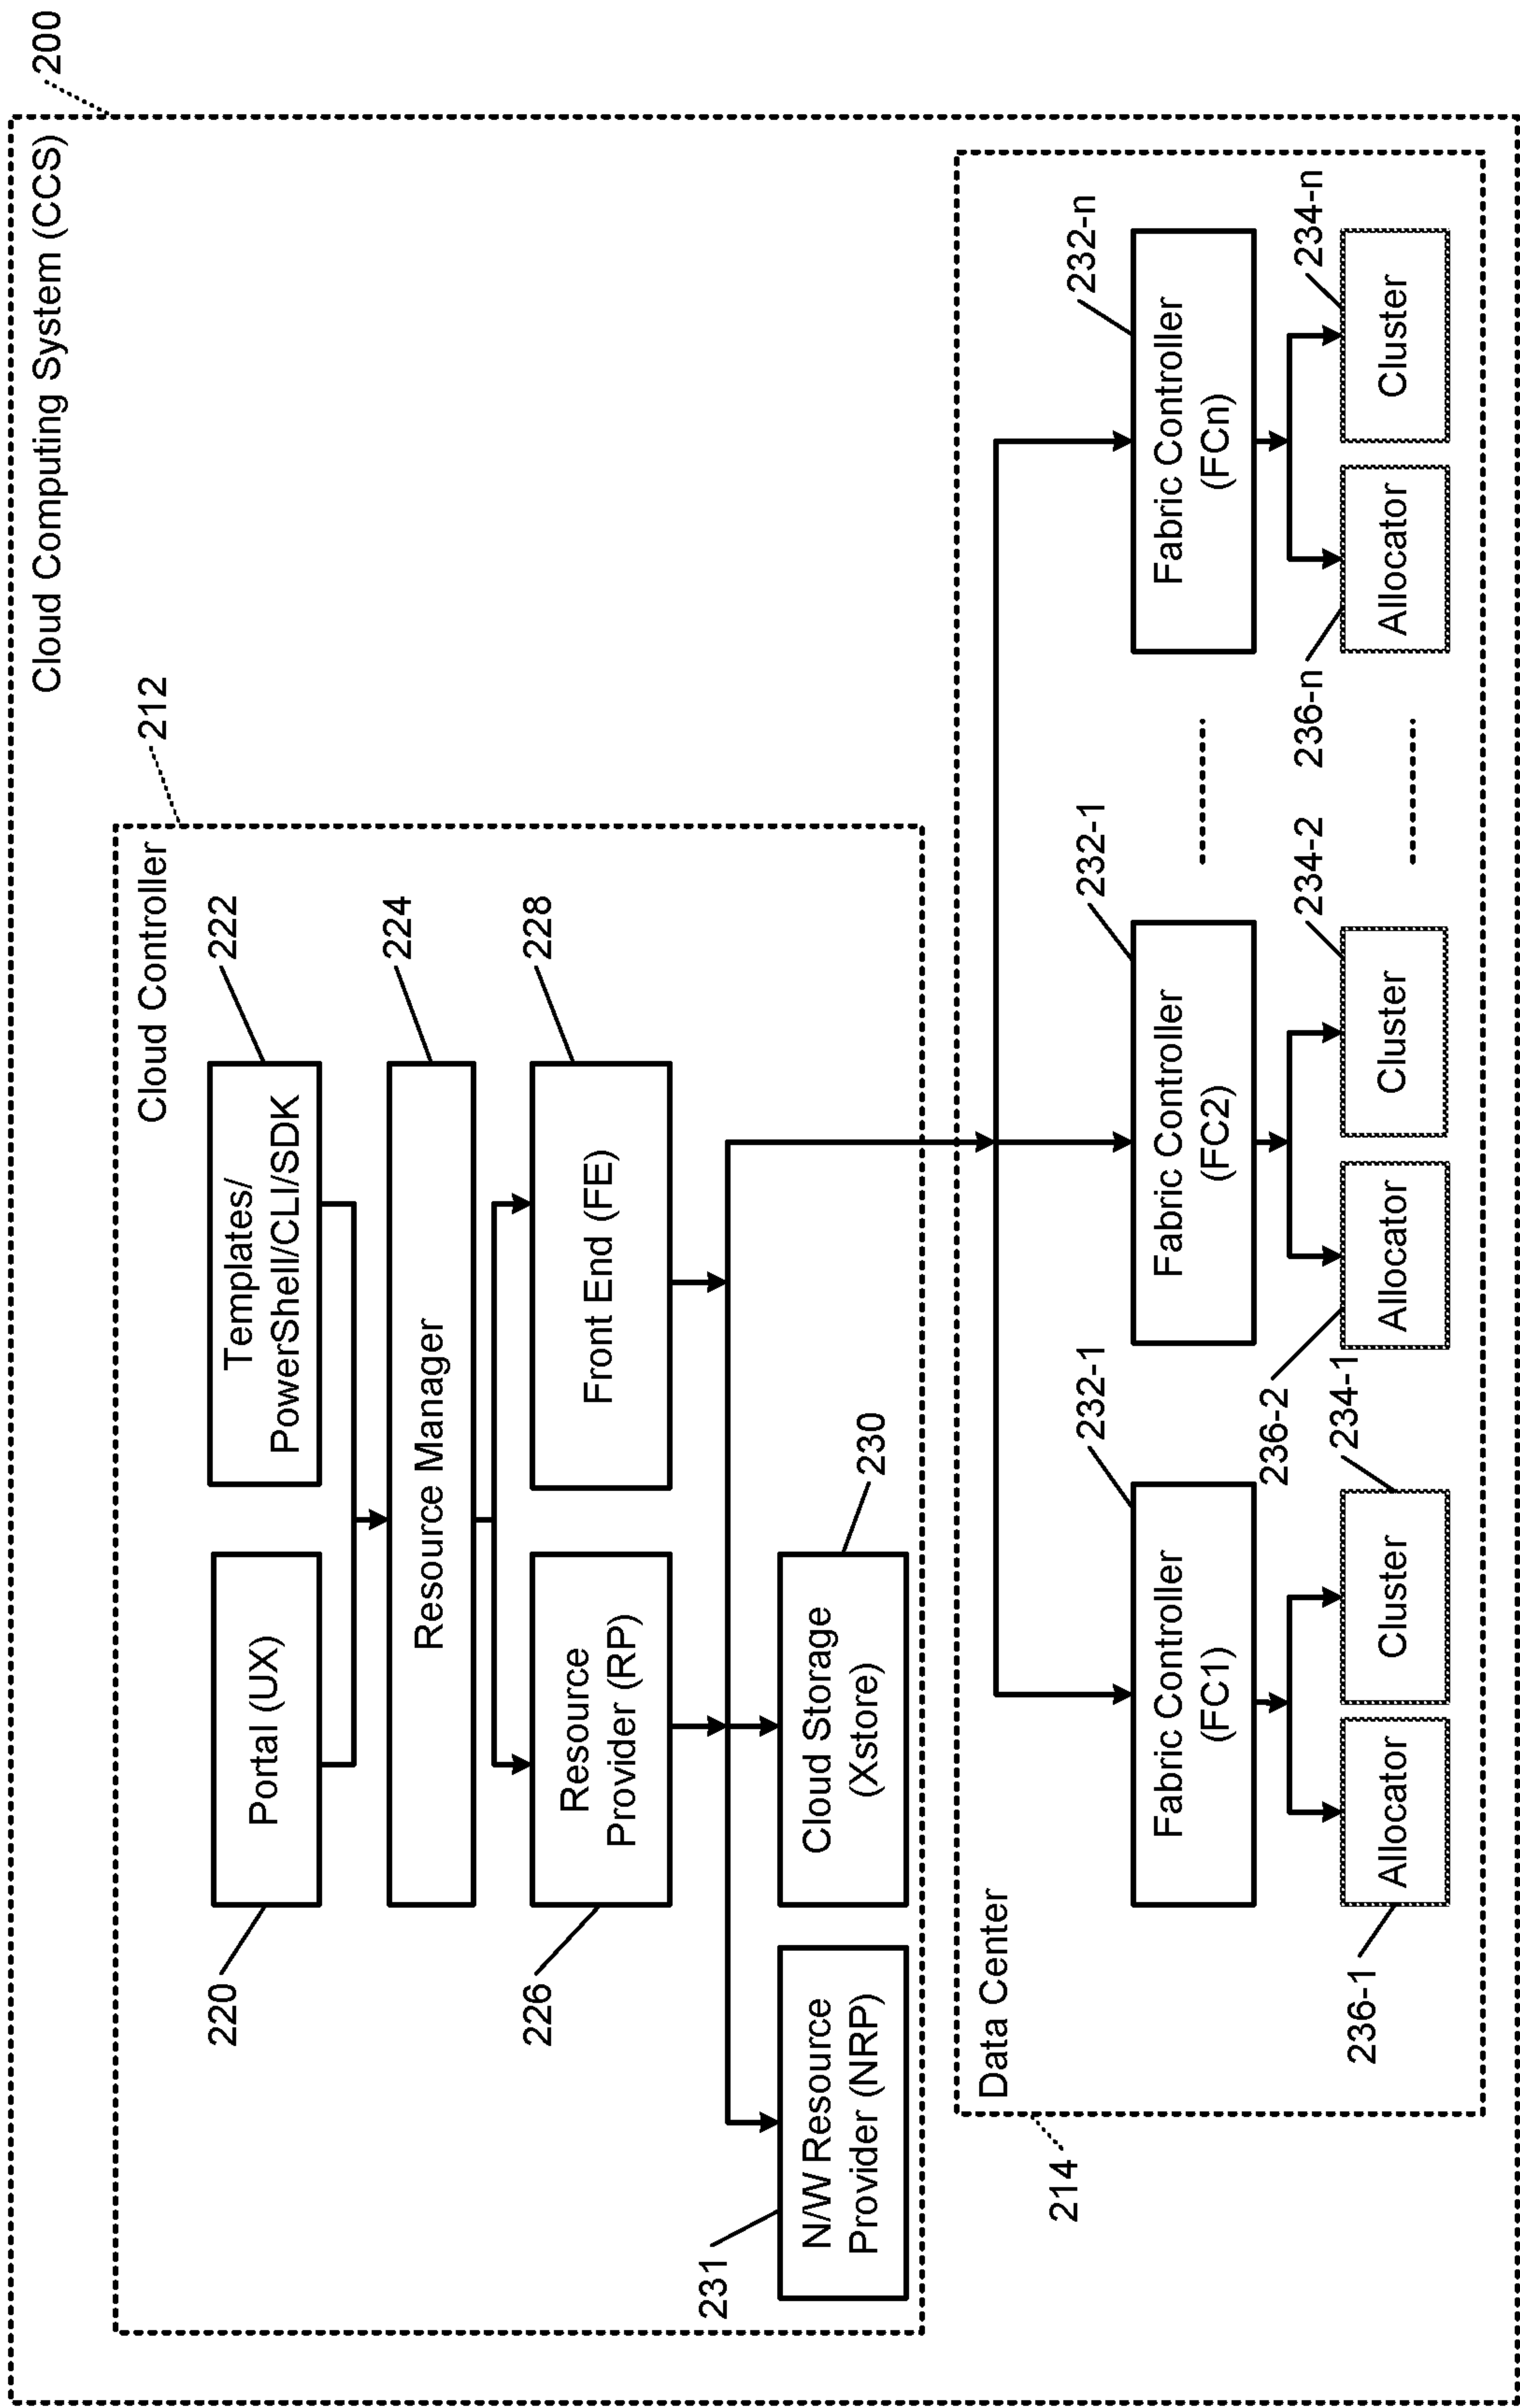 200
Cloud Computing System (CCS)
212
Cloud Controller
220
Portal (UX)
222
Templates/
PowerShell/CLI/SDK
224
Resource Manager
226
Resource
Provider (RP)
228
Front End (FE)
231
N/W Resource
Provider (NRP)
230
Cloud Storage
(Xstore)
214
Data Center
232-1
Fabric Controller
(FC1)
232-1
Fabric Controller
(FC2)
232-n
Fabric Controller
(FCn)
236-1
Allocator
234-1
Cluster
236-2
Allocator
234-2
Cluster
236-n
Allocator
234-n
Cluster